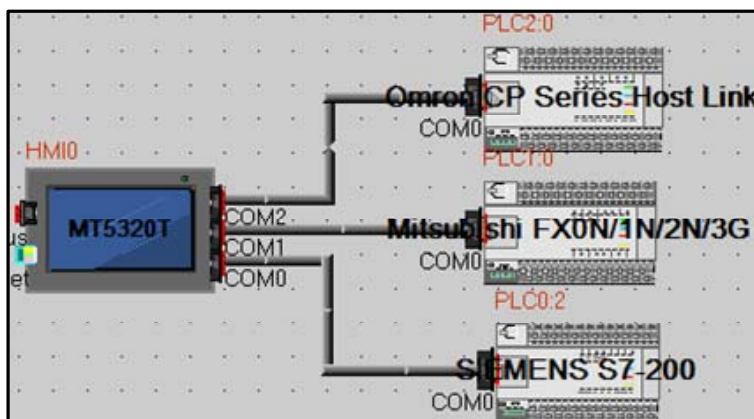 PLC2:0
Omron CP Series Host Link
COM0
HMI0
PLC1:0
MT5320T
COM2
Mitsubishi FX0N/1N/2N/3G
COM1
COM0
COM0
PLC0:2
SIEMENS S7-200
COM0